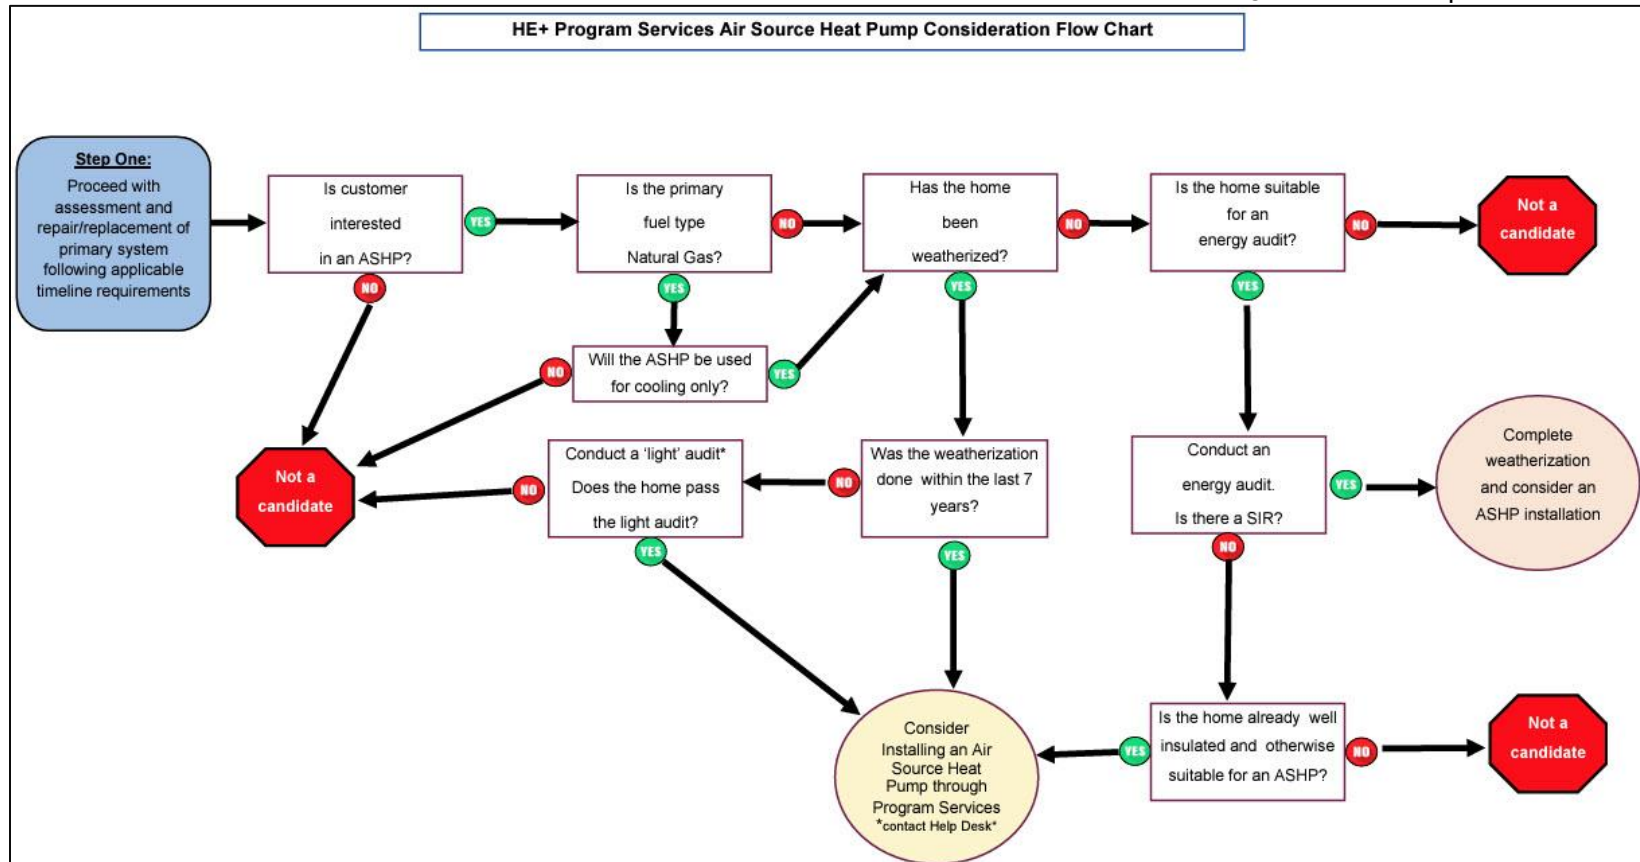 HE+ Program Services Air Source Heat Pump Consideration Flow Chart
Step One:
Proceed with
assessment and
repair/replacement of
primary system
following applicable
timeline requirements
Is customer
interested
in an ASHP?
YES
NO
Is the primary
fuel type
Natural Gas?
NO
YES
Has the home
been
weatherized?
NO
YES
Is the home suitable
for an
energy audit?
NO
YES
Not a
candidate
Will the ASHP be used
for cooling only?
NO
YES
Not a
candidate
Conduct a 'light' audit*
Does the home pass
the light audit?
NO
YES
Was the weatherization
done within the last 7
years?
NO
YES
Conduct an
energy audit.
Is there a SIR?
YES
NO
Complete
weatherization
and consider an
ASHP installation
Consider
Installing an Air
Source Heat
Pump through
Program Services
*contact Help Desk*
Is the home already well
insulated and otherwise
suitable for an ASHP?
YES
NO
Not a
candidate